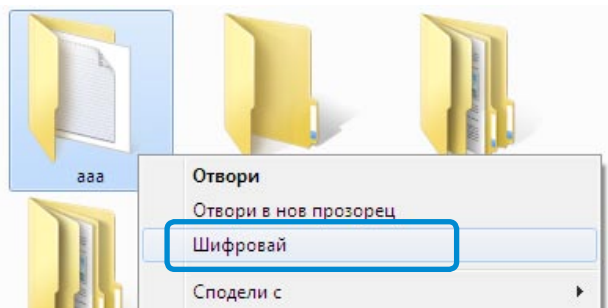 aaa
Отвори
Отвори в нов прозорец
Шифровай
Сподели с